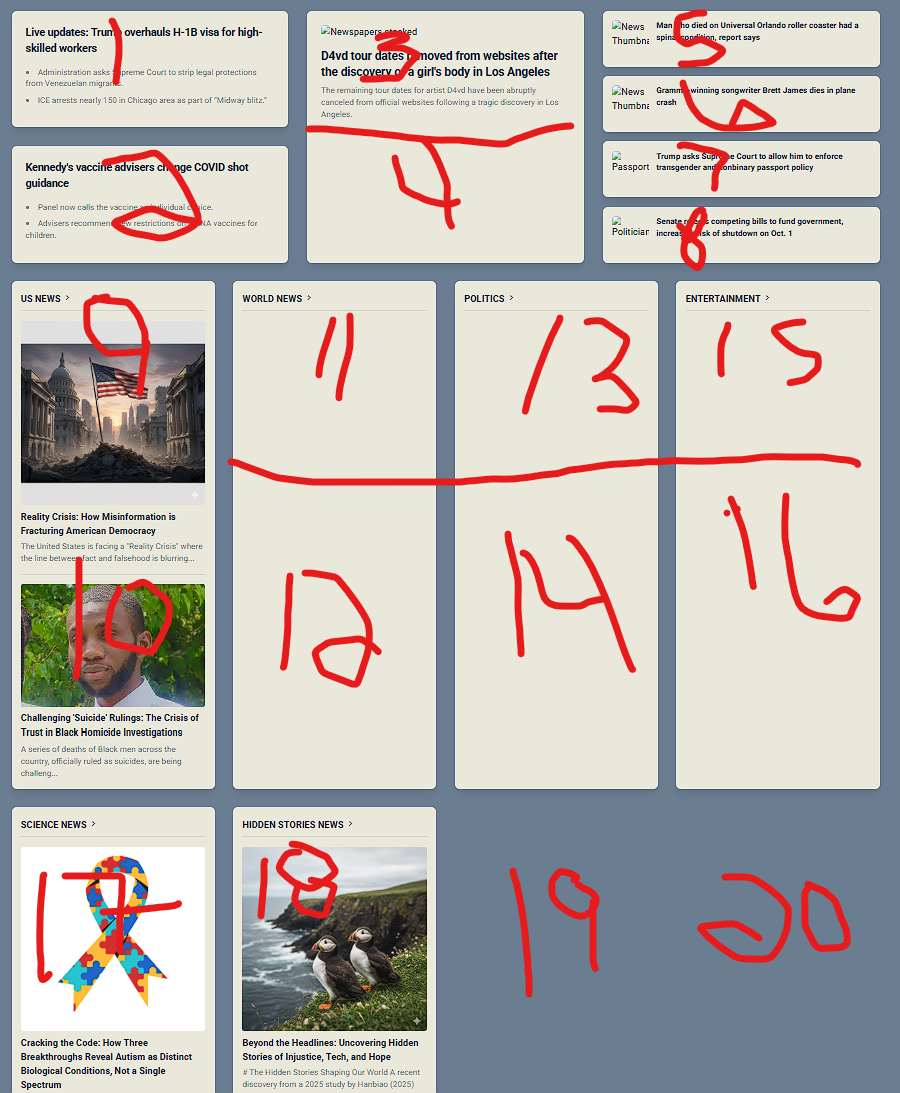 Live updates: Trump overhauls H-1B visa for high-
skilled workers
Administration asks Supreme Court to strip legal protections
from Venezuelan migrants.
ICE arrests nearly 150 in Chicago area as part of “Midway blitz.”
1
Kennedy's vaccine advisers change COVID shot
guidance
Panel now calls the vaccine an individual choice.
Advisers recommend new restrictions on mRNA vaccines for
children.
2
Newspapers stacked
D4vd tour dates removed from websites after
the discovery of a girl's body in Los Angeles
The remaining tour dates for artist D4vd have been abruptly
canceled from official websites following a tragic discovery in Los
Angeles.
3
4
News
Thumbna
Man who died on Universal Orlando roller coaster had a
spinal condition, report says
5
News
Thumbna
Grammy-winning songwriter Brett James dies in plane
crash
6
Passport
Trump asks Supreme Court to allow him to enforce
transgender and nonbinary passport policy
7
Politician
Senate rejects competing bills to fund government,
increasing risk of shutdown on Oct. 1
8
US NEWS >
9
Reality Crisis: How Misinformation is
Fracturing American Democracy
The United States is facing a "Reality Crisis" where
the line between fact and falsehood is blurring...
10
Challenging 'Suicide' Rulings: The Crisis of
Trust in Black Homicide Investigations
A series of deaths of Black men across the
country, officially ruled as suicides, are being
challeng...
WORLD NEWS >
11
12
POLITICS >
13
14
ENTERTAINMENT >
15
16
SCIENCE NEWS >
17
Cracking the Code: How Three
Breakthroughs Reveal Autism as Distinct
Biological Conditions, Not a Single
Spectrum
HIDDEN STORIES NEWS >
18
Beyond the Headlines: Uncovering Hidden
Stories of Injustice, Tech, and Hope
# The Hidden Stories Shaping Our World A recent
discovery from a 2025 study by Hanbiao (2025)
19
20